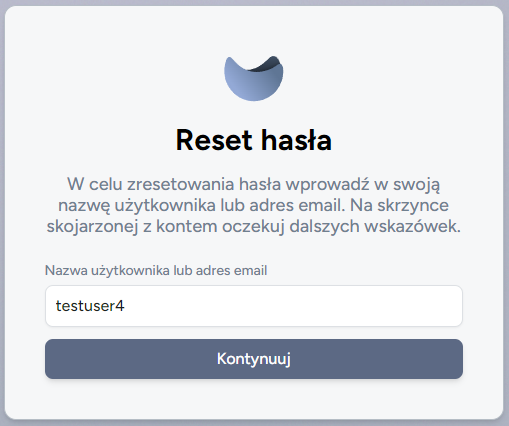 Reset hasła
W celu zresetowania hasła wprowadź w swoją
nazwę użytkownika lub adres email. Na skrzynce
skojarzonej z kontem oczekuj dalszych wskazówek.
Nazwa użytkownika lub adres email
testuser4
Kontynuuj